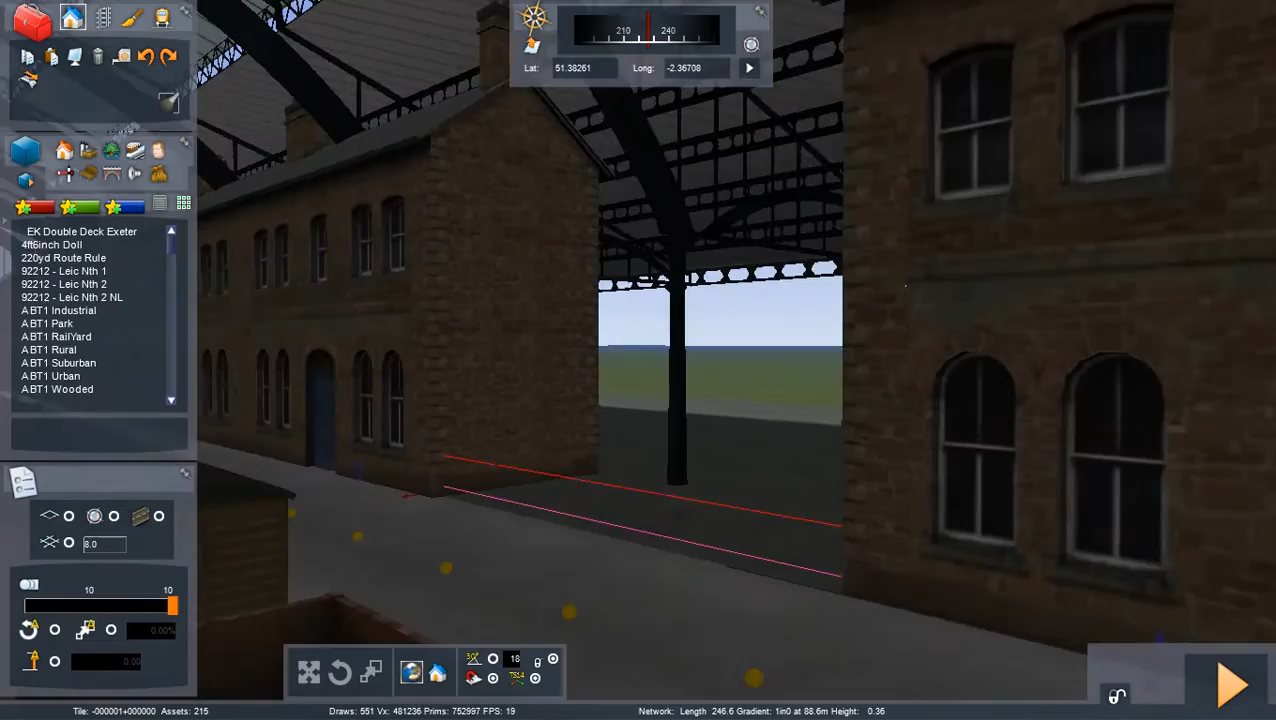 210 240
Lat: 51.38261 Long: -2.36708
EK Double Deck Exeter
4ft6inch Doll
220yd Route Rule
92212 - Leic Nth 1
92212 - Leic Nth 2
92212 - Leic Nth 2 NL
ABT1 Industrial
ABT1 Park
ABT1 RailYard
ABT1 Rural
ABT1 Suburban
ABT1 Urban
ABT1 Wooded
8.0
10 10
0.00%
0.00
30° 18
TS14
Tile: -000001+000000 Assets: 215 Draws: 551 Vx: 481236 Prims: 752997 FPS: 19 Network: Length 246.6 Gradient: 1in0 at 88.6m Height: 0.36